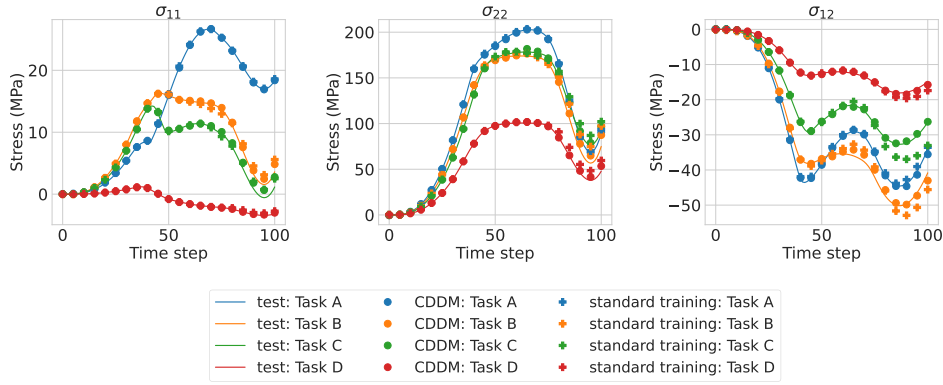 σ11 σ22 σ12
Stress (MPa) Stress (MPa) Stress (MPa)
20
10
0
0 50 100
Time step
200
150
100
50
0
0 50 100
Time step
0
−10
−20
−30
−40
−50
0 50 100
Time step
test: Task A CDDM: Task A standard training: Task A
test: Task B CDDM: Task B standard training: Task B
test: Task C CDDM: Task C standard training: Task C
test: Task D CDDM: Task D standard training: Task D